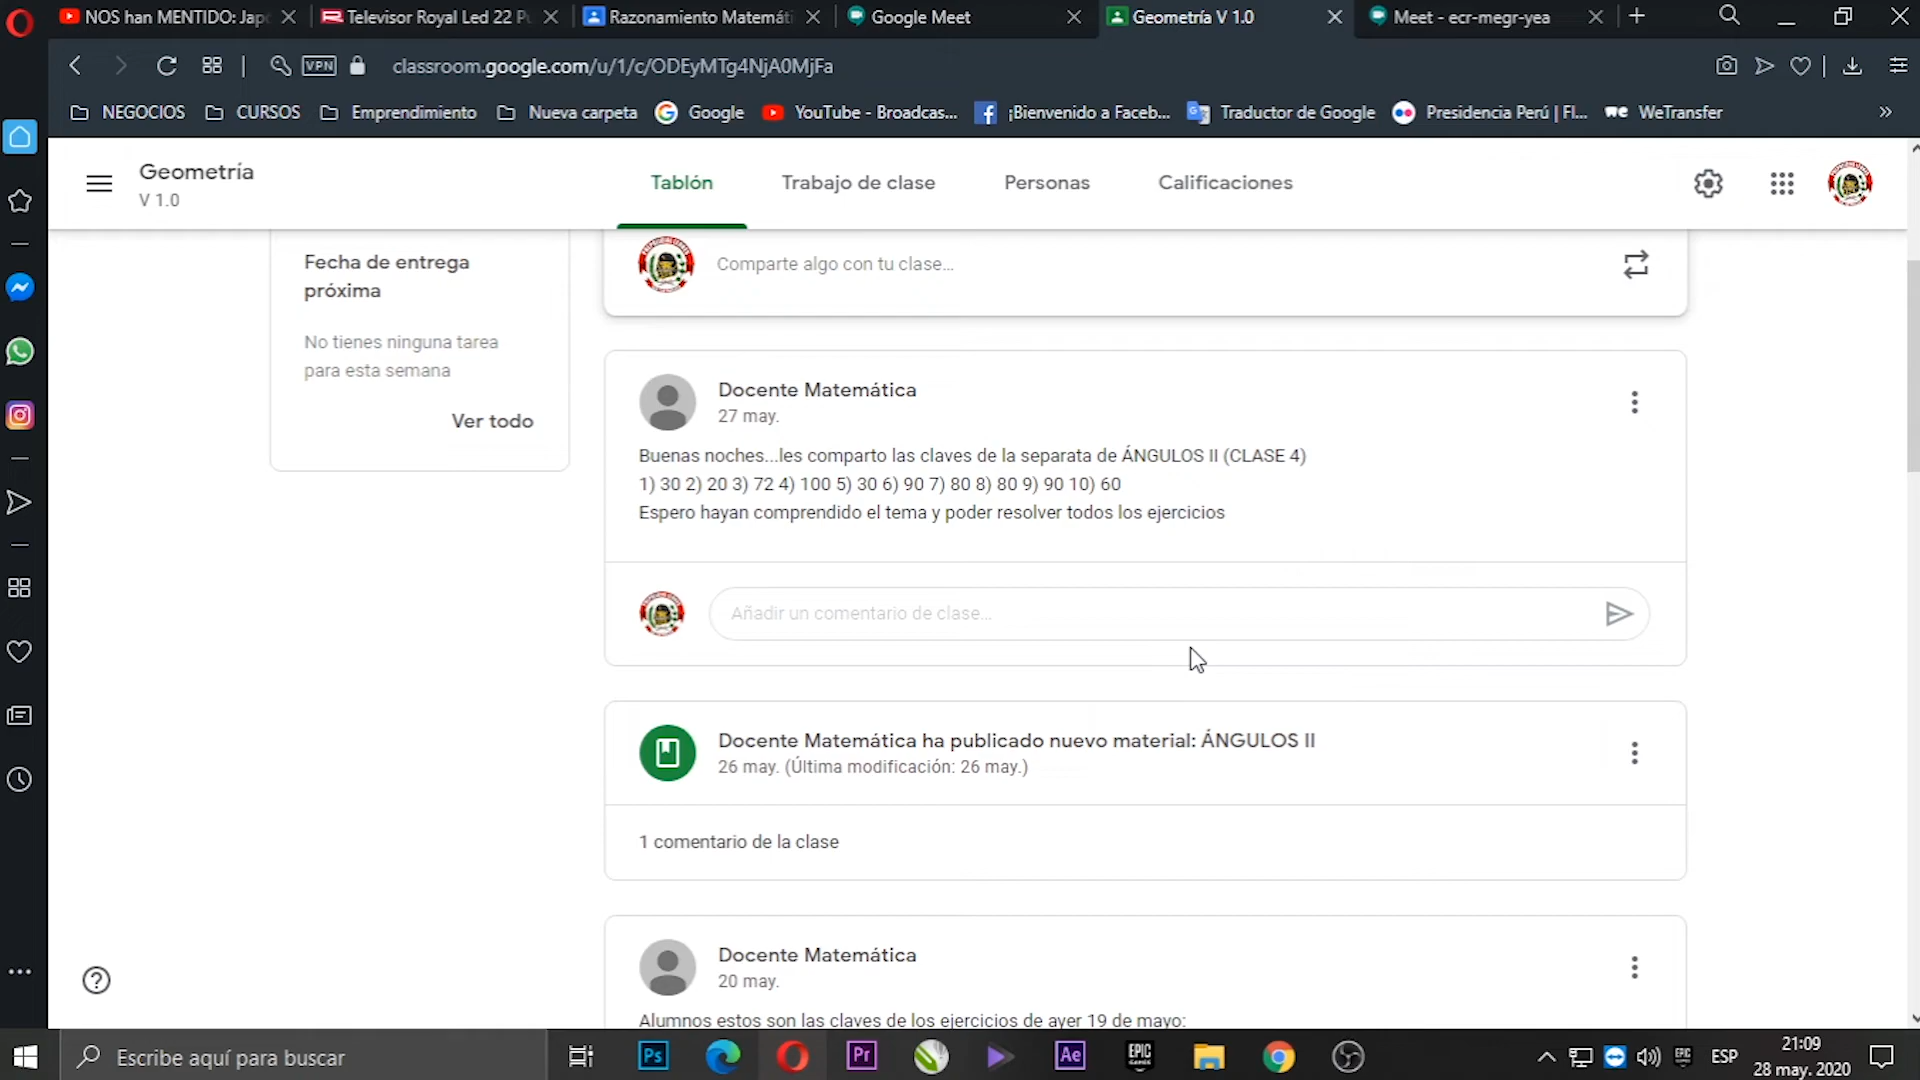 NOS han MENTIDO: Jap
Televisor Royal Led 22 P
Razonamiento Matemáti
Google Meet
Geometría V 1.0
Meet - ecr-megr-yea
VPN
classroom.google.com/u/1/c/ODEyMTg4NjA0MjFa
NEGOCIOS
CURSOS
Emprendimiento
Nueva carpeta
Google
YouTube - Broadcas...
¡Bienvenido a Faceb...
Traductor de Google
Presidencia Perú | Fl...
we WeTransfer
Geometría
V 1.0
Tablón
Trabajo de clase
Personas
Calificaciones
Fecha de entrega
próxima
No tienes ninguna tarea
para esta semana
Ver todo
Comparte algo con tu clase...
Docente Matemática
27 may.
Buenas noches...les comparto las claves de la separata de ÁNGULOS II (CLASE 4)
1) 30 2) 20 3) 72 4) 100 5) 30 6) 90 7) 80 8) 80 9) 90 10) 60
Espero hayan comprendido el tema y poder resolver todos los ejercicios
Añadir un comentario de clase...
Docente Matemática ha publicado nuevo material: ÁNGULOS II
26 may. (Última modificación: 26 may.)
1 comentario de la clase
Docente Matemática
20 may.
Alumnos estos son las claves de los ejercicios de ayer 19 de mayo:
Escribe aquí para buscar
Ps
Pr
Ae
EPIC
GAMES
ESP
21:09
28 may. 2020